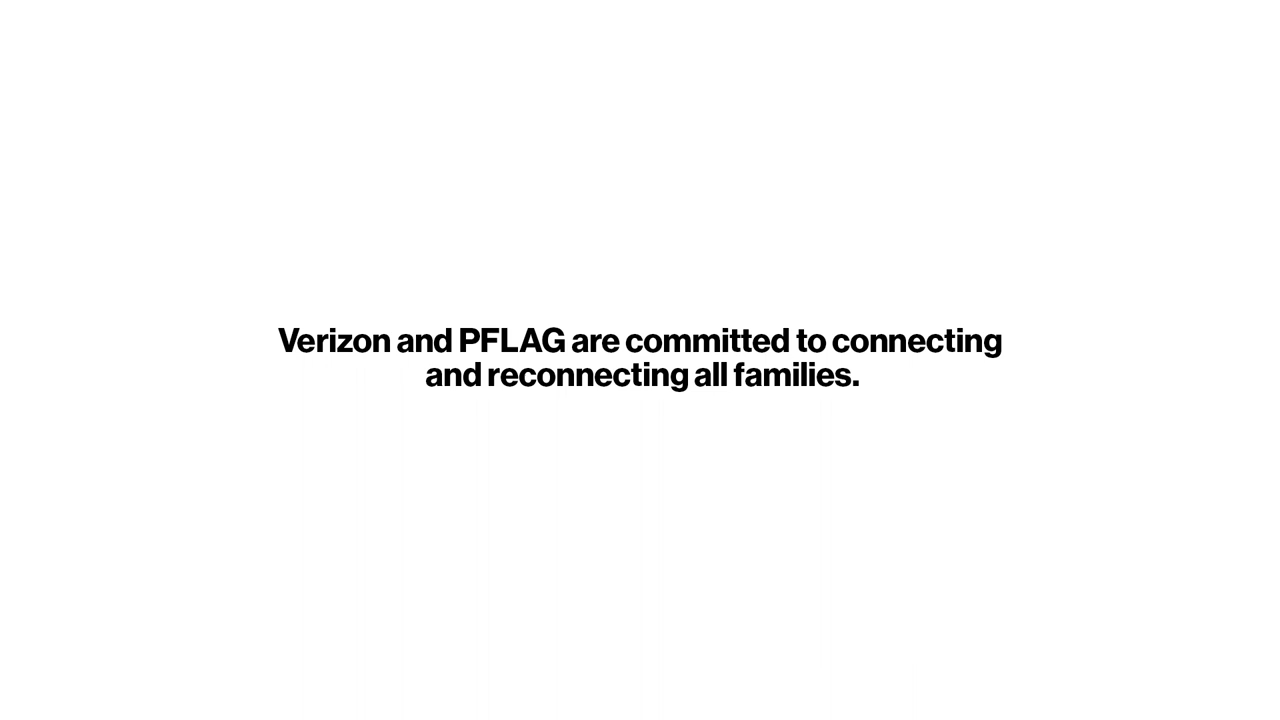 Verizon and PFLAG are committed to connecting
and reconnecting all families.